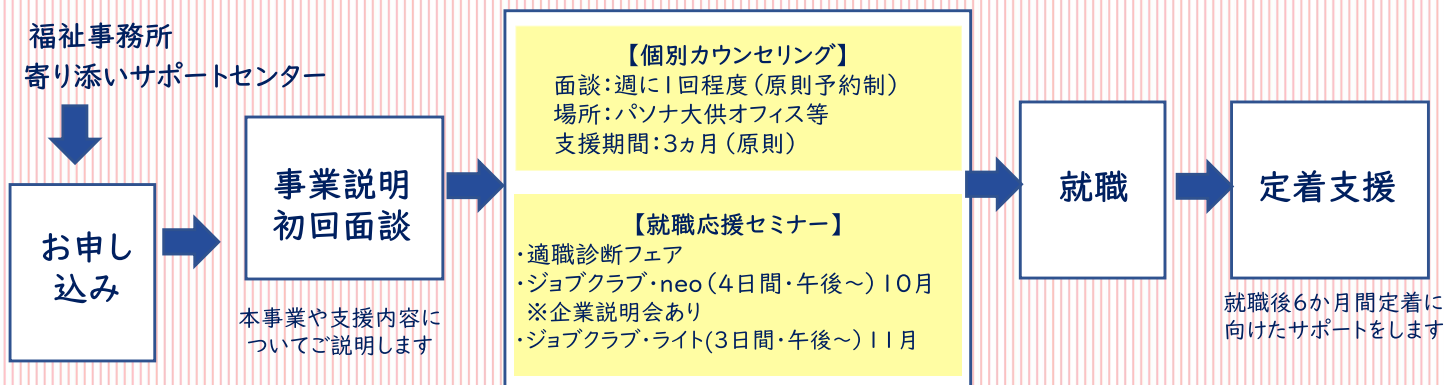 福祉事務所
寄り添いサポートセンター
お申し
込み
事業説明
初回面談
本事業や支援内容に
ついてご説明します
【個別カウンセリング】
面談：週に1回程度（原則予約制）
場所：パソナ大供オフィス等
支援期間：3ヵ月（原則）
【就職応援セミナー】
・適職診断フェア
・ジョブクラブ・neo（4日間・午後～）10月
※企業説明会あり
・ジョブクラブ・ライト(3日間・午後～）11月
就職
定着支援
就職後6か月間定着に
向けたサポートをします